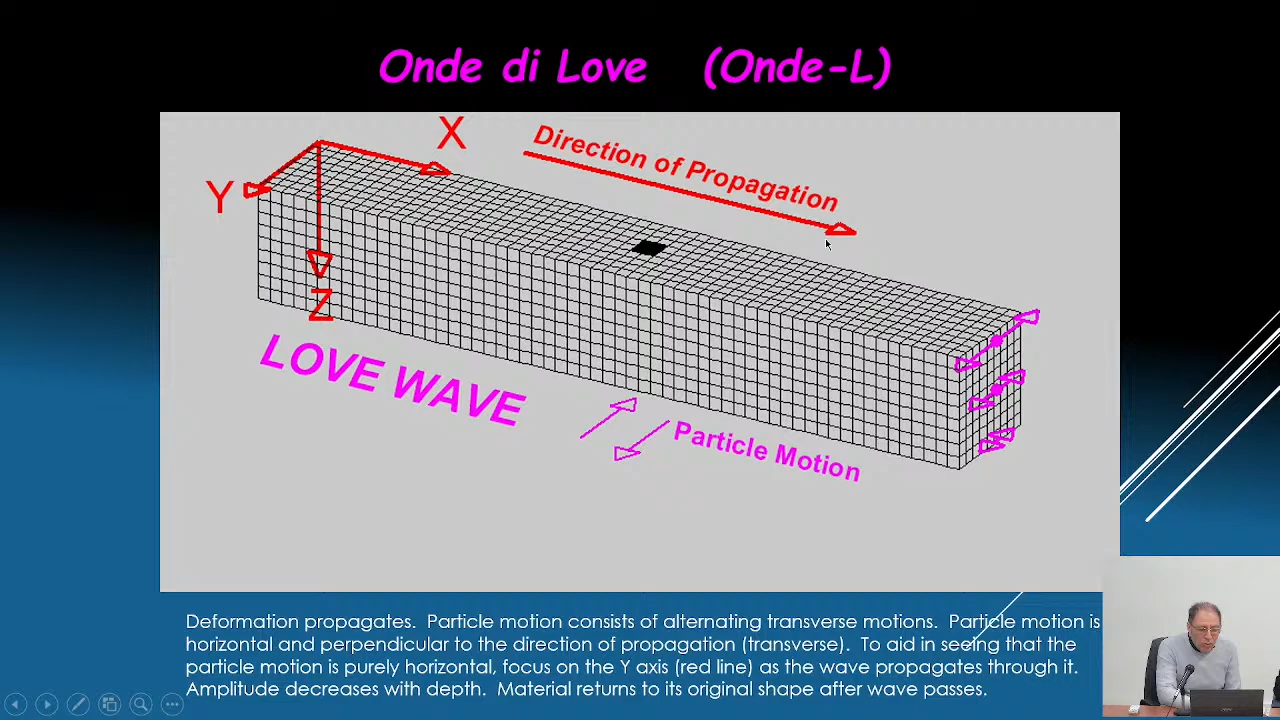 Onde di Love (Onde-L)
X
Direction of Propagation
Y
Z
LOVE WAVE
Particle Motion
Deformation propagates. Particle motion consists of alternating transverse motions. Particle motion is
horizontal and perpendicular to the direction of propagation (transverse). To aid in seeing that the
particle motion is purely horizontal, focus on the Y axis (red line) as the wave propagates through it.
Amplitude decreases with depth. Material returns to its original shape after wave passes.